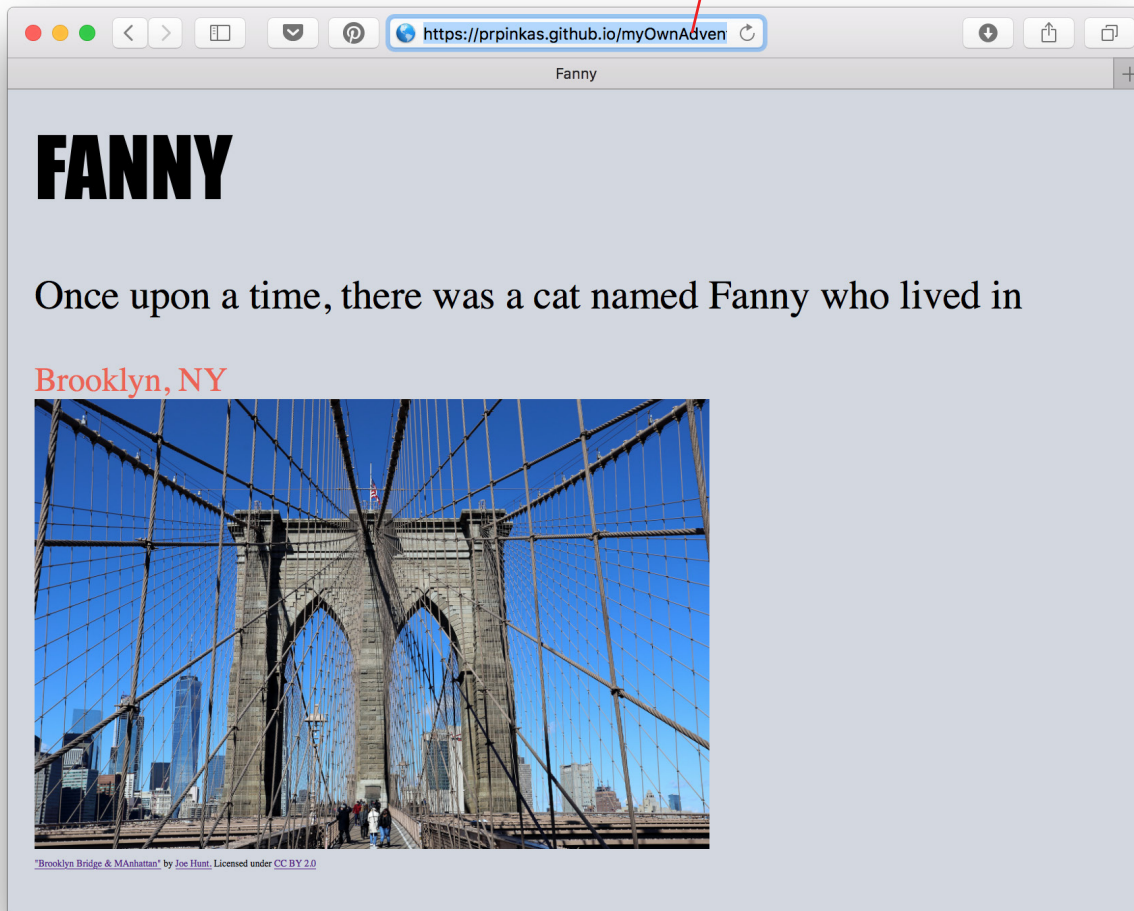 https://prpinkas.github.io/myOwnAdven
Fanny
FANNY
Once upon a time, there was a cat named Fanny who lived in
Brooklyn, NY
"Brooklyn Bridge & MAnhattan" by Joe Hunt. Licensed under CC BY 2.0